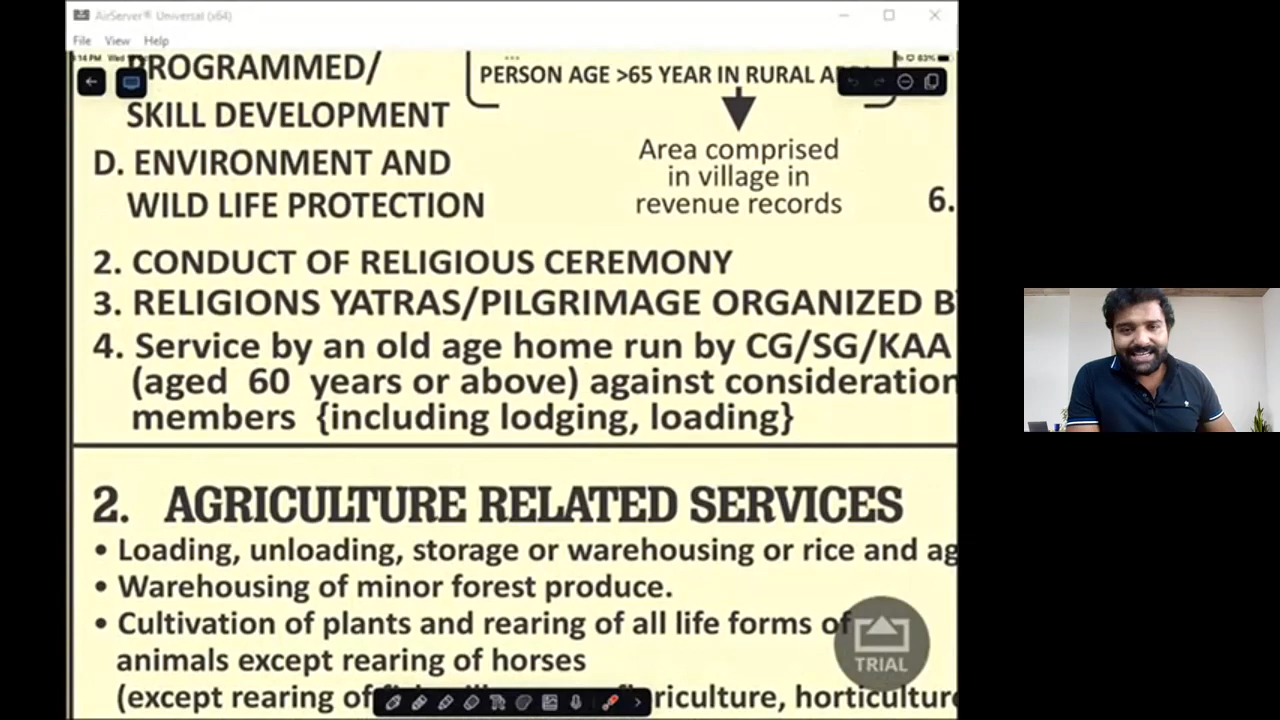 AirServer® Universal (x64)
File View Help
:14 PM Wed
83%
PROGRAMMED/
SKILL DEVELOPMENT
D. ENVIRONMENT AND
WILD LIFE PROTECTION
PERSON AGE >65 YEAR IN RURAL
Area comprised
in village in
revenue records
6.
2. CONDUCT OF RELIGIOUS CEREMONY
3. RELIGIONS YATRAS/PILGRIMAGE ORGANIZED
4. Service by an old age home run by CG/SG/KAA
(aged 60 years or above) against consideration
members {including lodging, loading}
2. AGRICULTURE RELATED SERVICES
• Loading, unloading, storage or warehousing or rice and ag
• Warehousing of minor forest produce.
• Cultivation of plants and rearing of all life forms of
animals except rearing of horses
(except rearing of riculture, horticulture
TRIAL